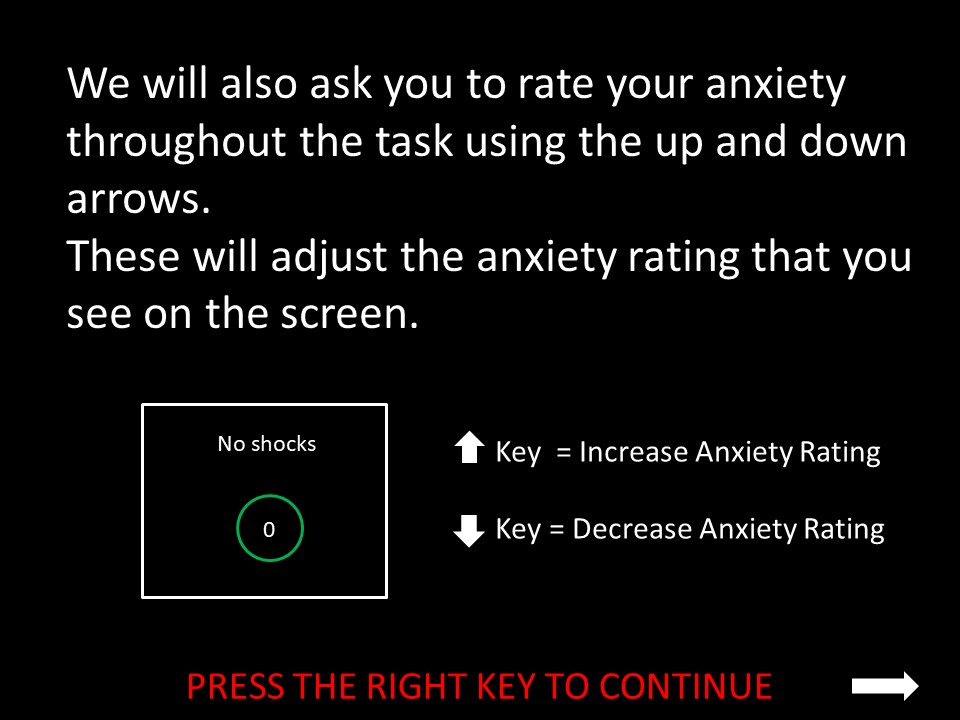 We will also ask you to rate your anxiety
throughout the task using the up and down
arrows.
These will adjust the anxiety rating that you
see on the screen.
No shocks
0
Key = Increase Anxiety Rating
Key = Decrease Anxiety Rating
PRESS THE RIGHT KEY TO CONTINUE